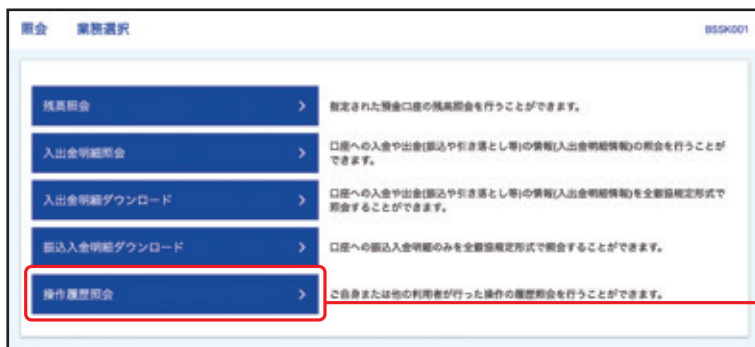 照会 業務選択
BSSK001
残高照会
指定された預金口座の残高照会を行うことができます。
入出金明細照会
口座への入金や出金(振込や引き落とし等)の情報(入出金明細情報)の照会を行うことが
できます。
入出金明細ダウンロード
口座への入金や出金(振込や引き落とし等)の情報(入出金明細情報)を全銀協規定形式で
照会することができます。
振込入金明細ダウンロード
口座への振込入金明細のみを全銀協規定形式で照会することができます。
操作履歴照会
ご自身または他の利用者が行った操作の履歴照会を行うことができます。